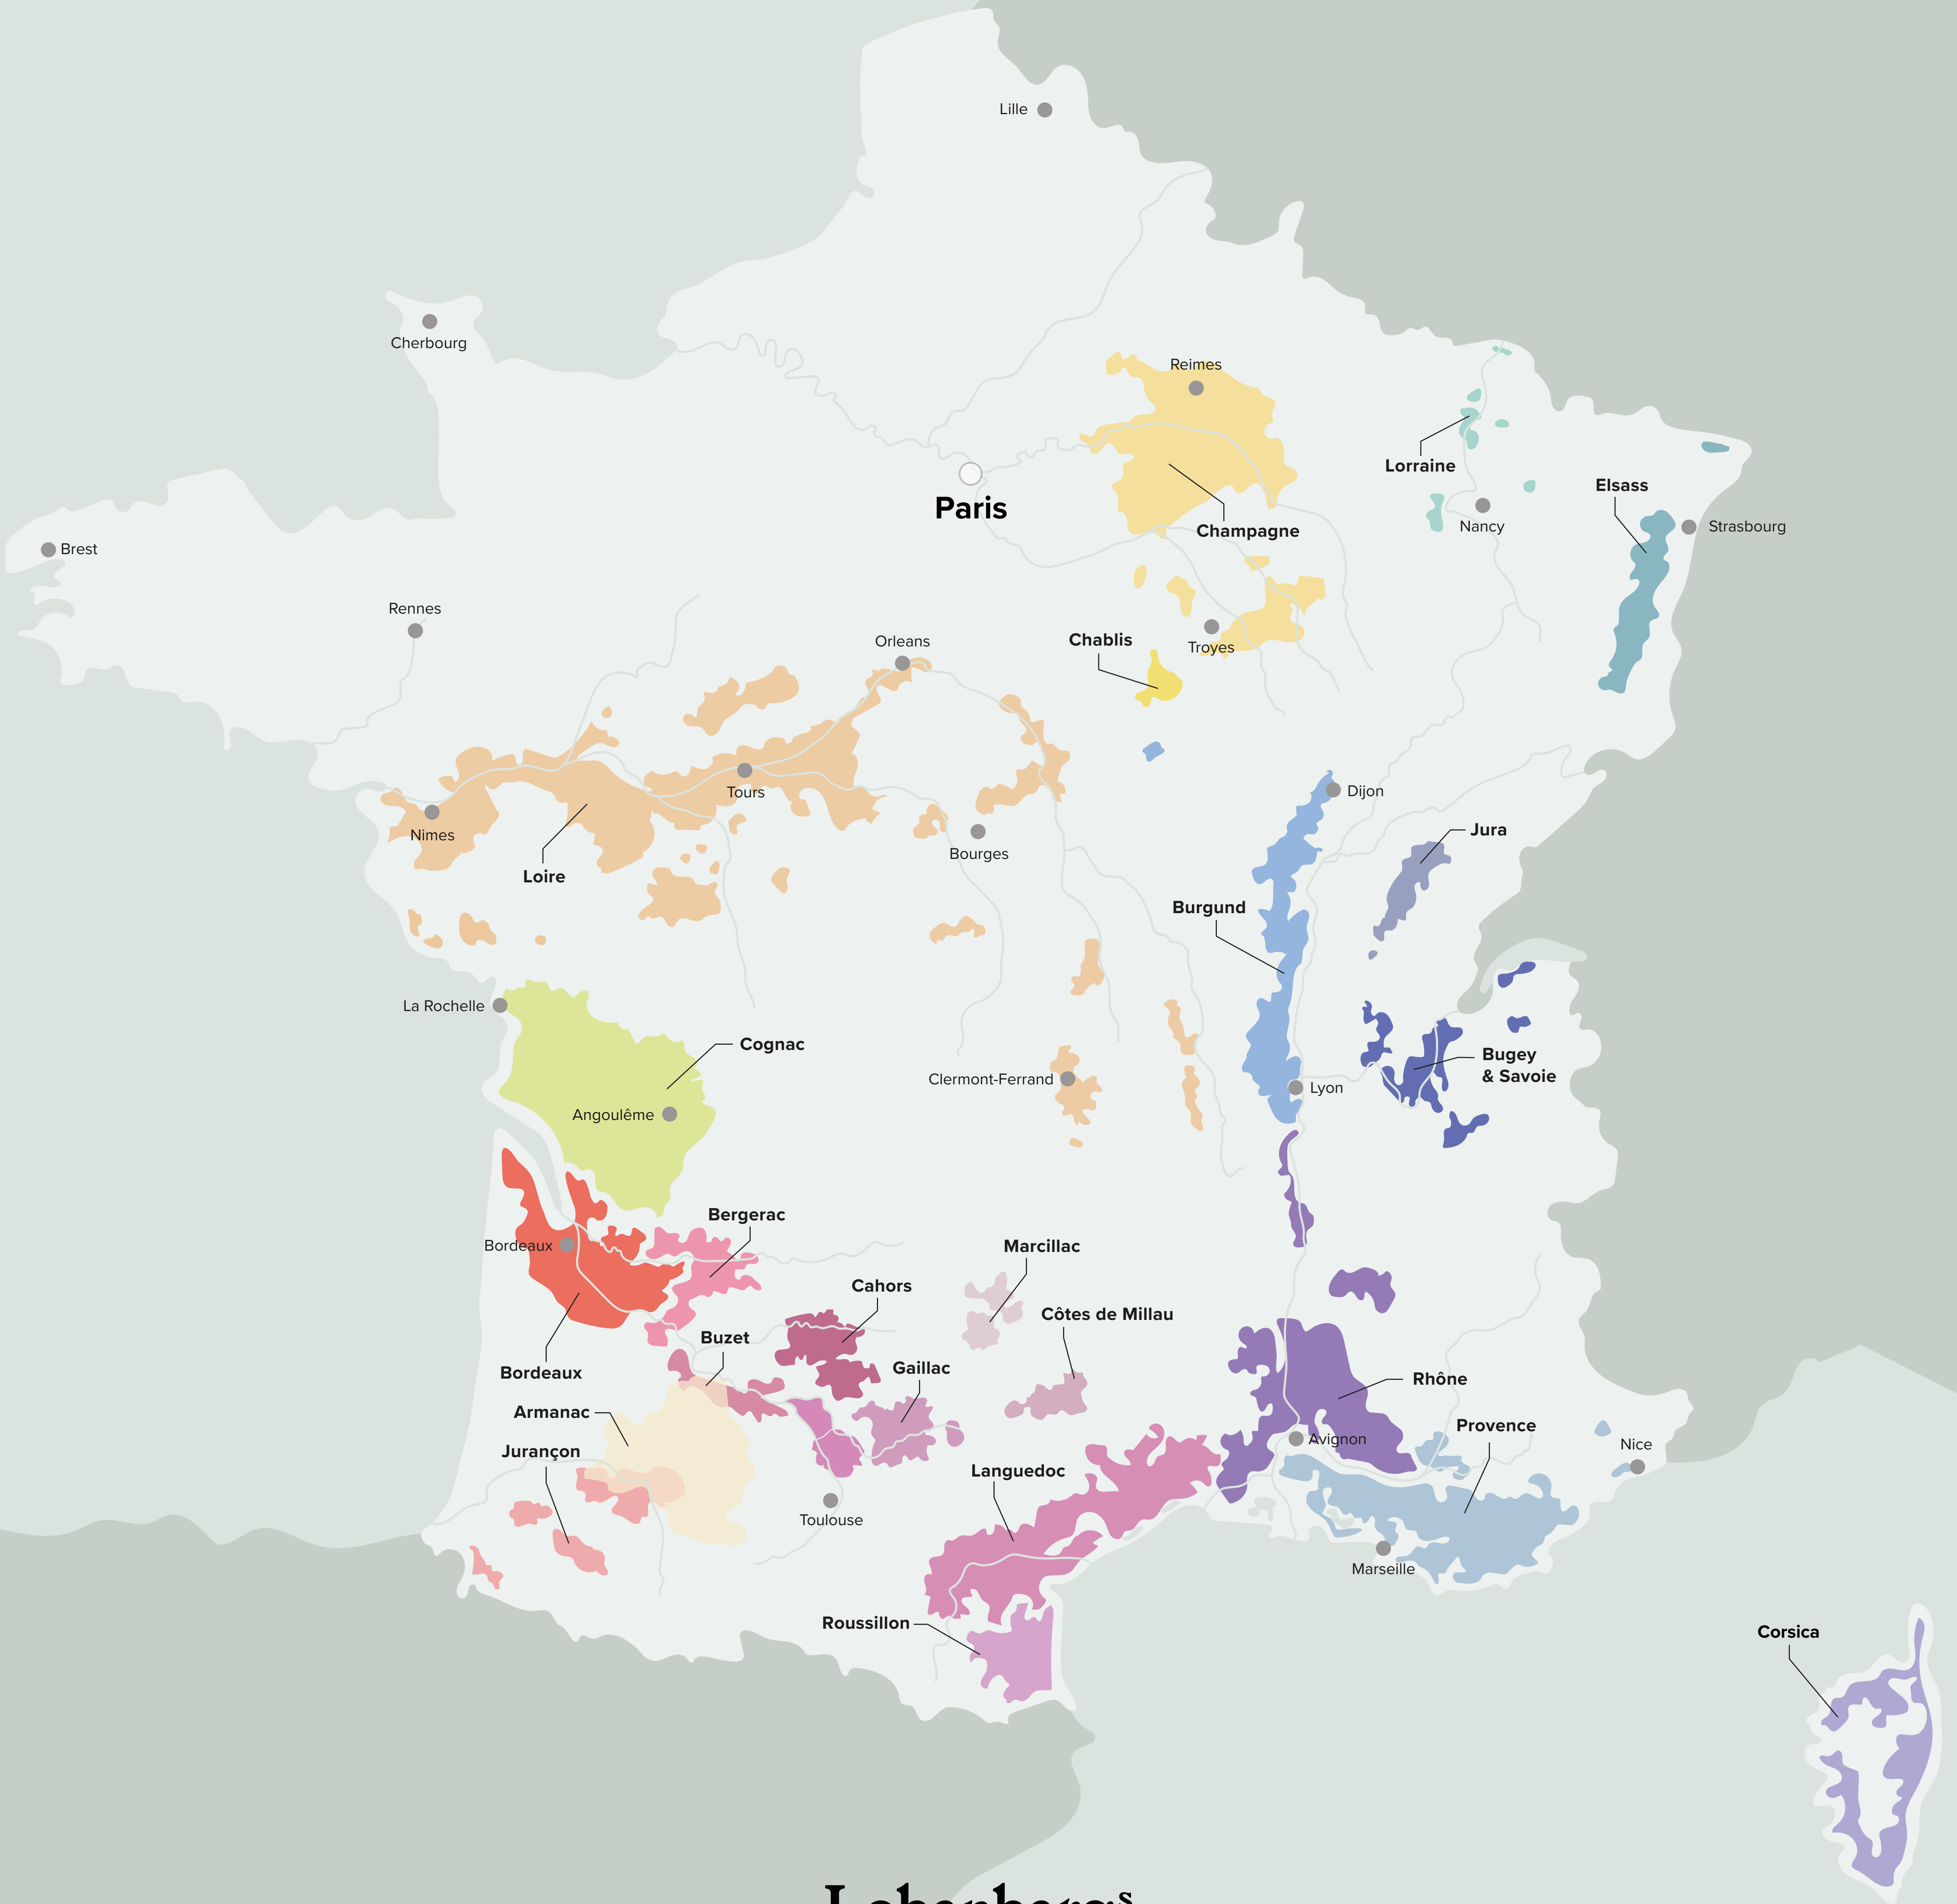 Lille
Cherbourg
Reimes
Lorraine
Paris
Elsass
Nancy
Strasbourg
Champagne
Brest
Rennes
Orleans
Chablis
Troyes
Tours
Dijon
Nimes
Jura
Bourges
Loire
Burgund
La Rochelle
Cognac
Bugey
& Savoie
Clermont-Ferrand
Lyon
Angoulême
Bergerac
Bordeaux
Marcillac
Cahors
Côtes de Millau
Buzet
Gaillac
Bordeaux
Rhône
Armanac
Provence
Avignon
Nice
Jurançon
Languedoc
Toulouse
Marseille
Roussillon
Corsica
Lobenbergs